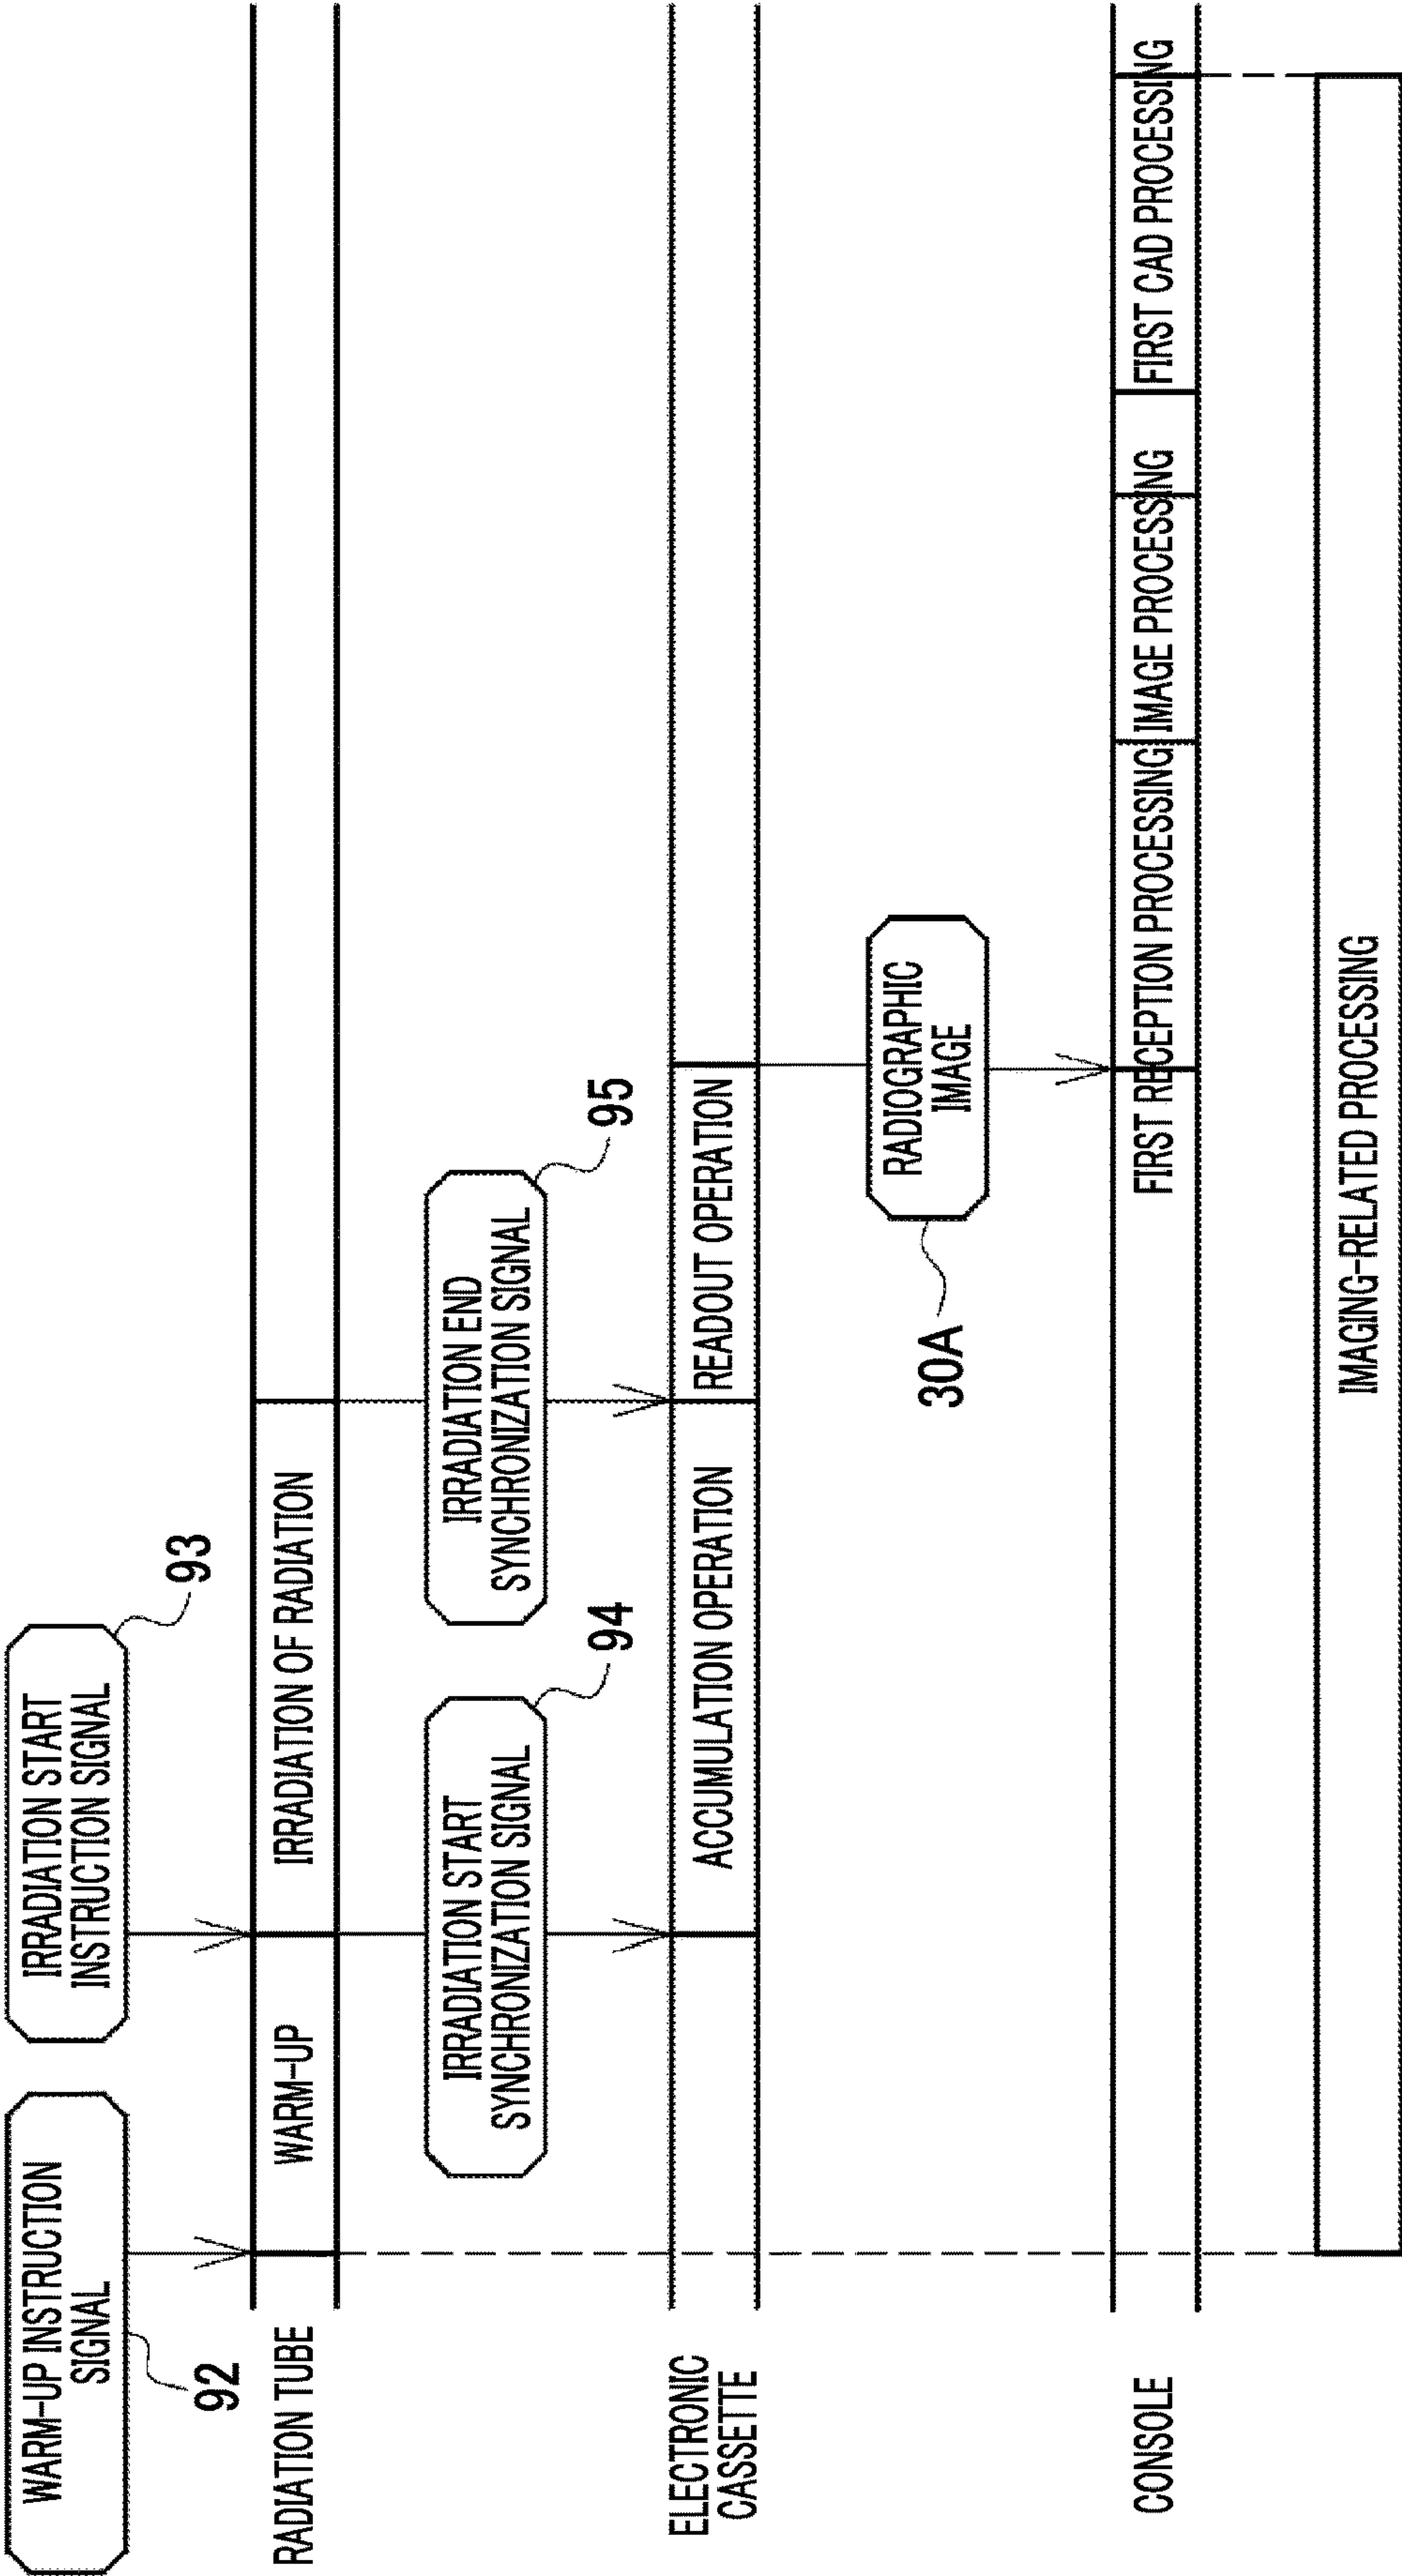 WARM-UP INSTRUCTION
SIGNAL
92
IRRADIATION START
INSTRUCTION SIGNAL
93
RADIATION TUBE
WARM-UP
IRRADIATION OF RADIATION
IRRADIATION START
SYNCHRONIZATION SIGNAL
94
IRRADIATION END
SYNCHRONIZATION SIGNAL
95
ELECTRONIC
CASSETTE
ACCUMULATION OPERATION
READOUT OPERATION
30A
RADIOGRAPHIC
IMAGE
CONSOLE
FIRST RECEPTION PROCESSING
IMAGE PROCESSING
FIRST CAD PROCESSING
IMAGING-RELATED PROCESSING